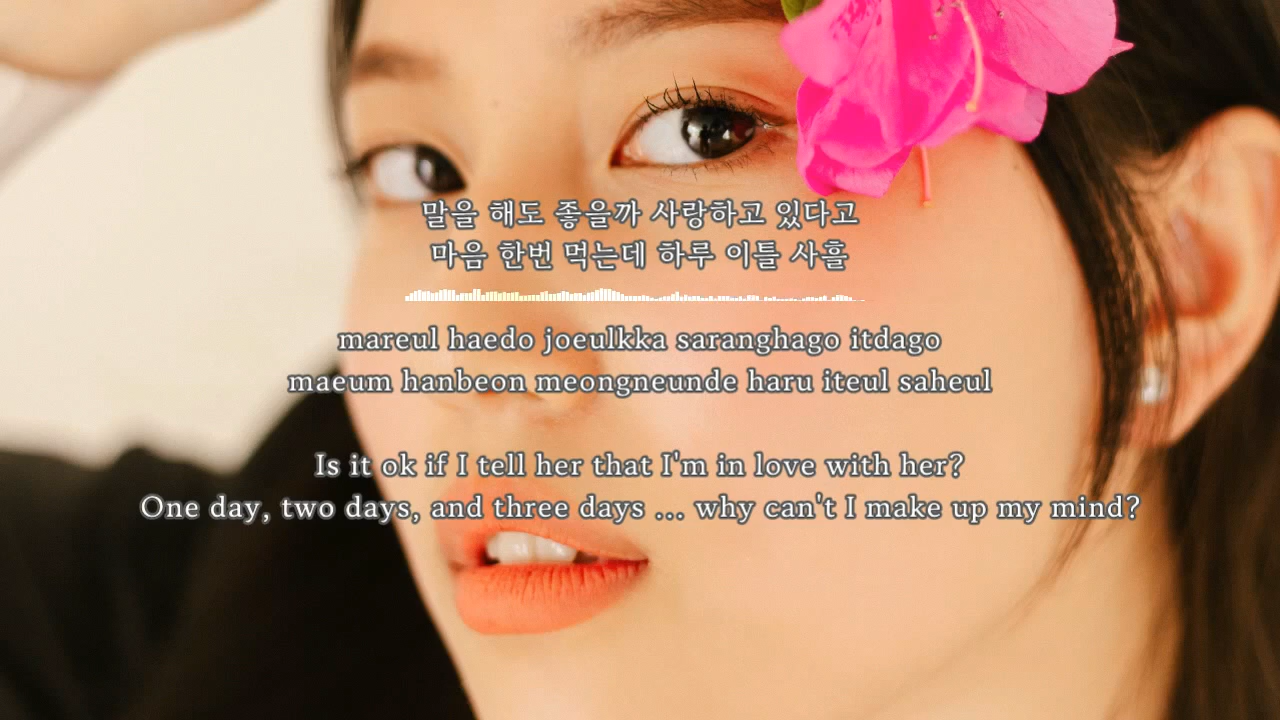 말을 해도 좋을까 사랑하고 있다고
마음 한번 먹는데 하루 이틀 사흘
mareul haedo joeulkka saranghago itdago
maeum hanbeon meongneunde haru iteul saheul
Is it ok if I tell her that I'm in love with her?
One day, two days, and three days ... why can't I make up my mind?